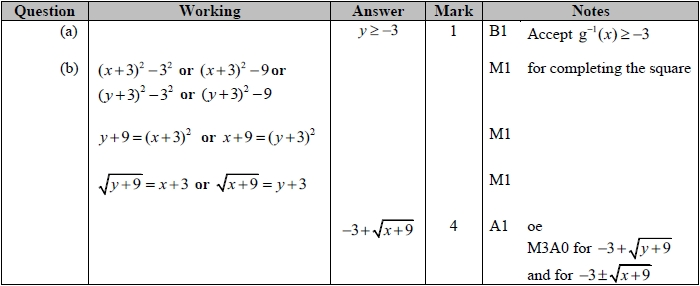 Question Working Answer Mark Notes
(a) y ≥ −3 1 B1 Accept g⁻¹(x) ≥ −3
(b) (x+3)² − 3² or (x+3)² − 9 or M1 for completing the square
(y+3)² − 3² or (y+3)² − 9
y+9 = (x+3)² or x+9 = (y+3)² M1
√(y+9) = x+3 or √(x+9) = y+3 M1
−3+√(x+9) 4 A1 oe
M3A0 for −3+√(y+9)
and for −3±√(x+9)